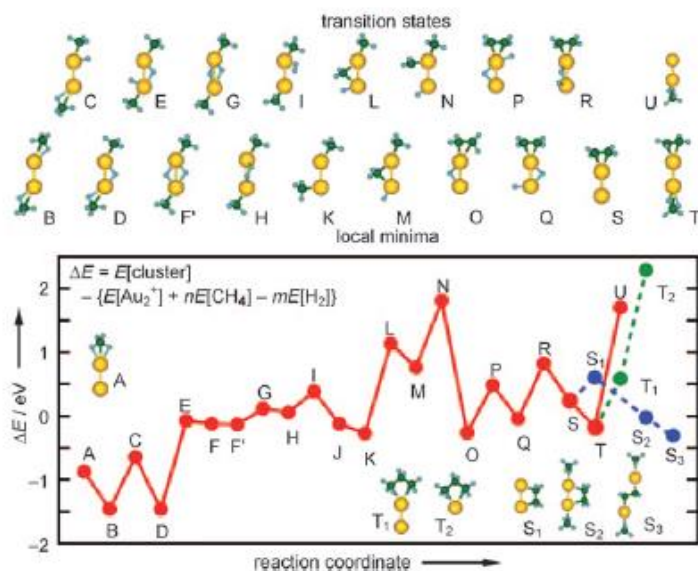 transition states
C E G I L N P R U
B D F' H K M O Q S T
local minima
ΔE = E[cluster]
– {E[Au₂⁺] + nE[CH₄] – mE[H₂]}
ΔE / eV
2
1
0
−1
−2
A
A
B
C
D
E
F
F'
G
H
I
J
K
L
M
N
O
P
Q
R
S
T
U
S₁
S₂
S₃
T₁
T₂
T₁ T₂ S₁ S₂ S₃
reaction coordinate